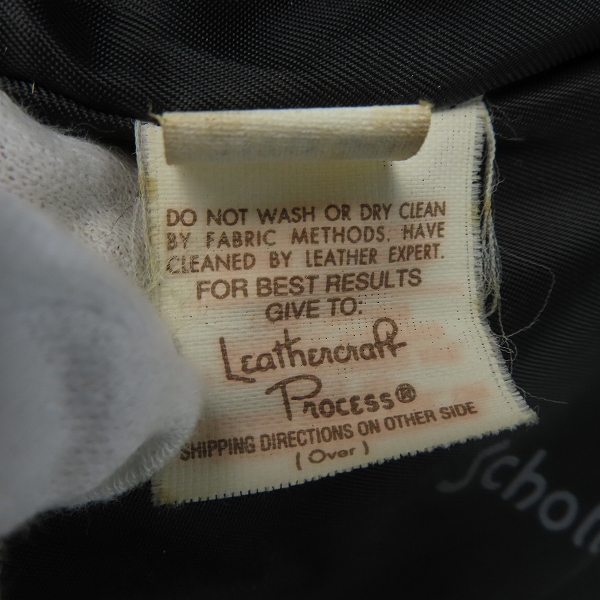 DO NOT WASH OR DRY CLEAN
BY FABRIC METHODS. HAVE
CLEANED BY LEATHER EXPERT.
FOR BEST RESULTS
GIVE TO:
Leathercraft
Process®
SHIPPING DIRECTIONS ON OTHER SIDE
(Over)